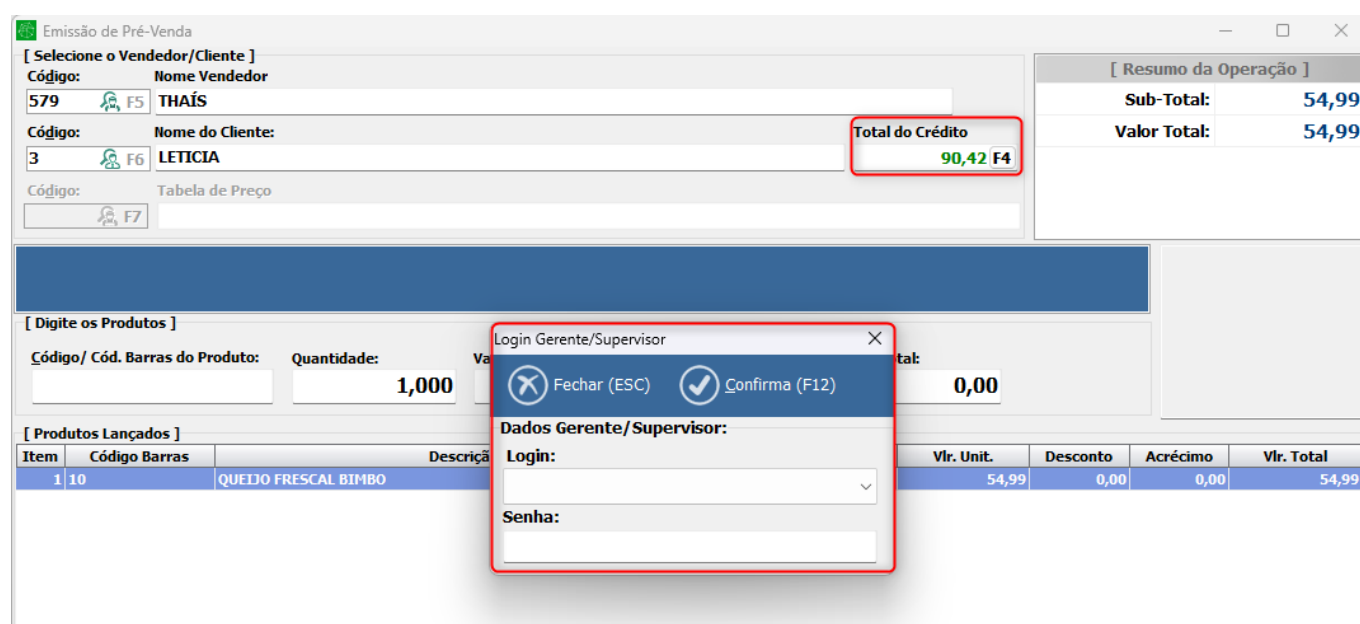 Emissão de Pré-Venda
[ Selecione o Vendedor/Cliente ]
Código: Nome Vendedor
579 F5 THAÍS
Código: Nome do Cliente: Total do Crédito
3 F6 LETICIA 90,42 F4
Código: Tabela de Preço
F7
[ Resumo da Operação ]
Sub-Total: 54,99
Valor Total: 54,99
[ Digite os Produtos ]
Código/ Cód. Barras do Produto: Quantidade: Va tal:
1,000 0,00
Login Gerente/Supervisor
Fechar (ESC) Confirma (F12)
Dados Gerente/Supervisor:
Login:
Senha:
[ Produtos Lançados ]
Item Código Barras Descriçã Vlr. Unit. Desconto Acrécimo Vlr. Total
1 10 QUEIJO FRESCAL BIMBO 54,99 0,00 0,00 54,99